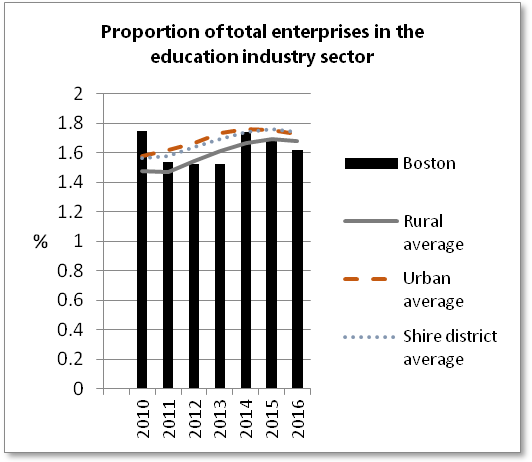 Proportion of total enterprises in the
education industry sector
2
1.8
1.6
1.4
1.2
1
0.8
0.6
0.4
0.2
0
%
2010
2011
2012
2013
2014
2015
2016
Boston
Rural
average
Urban
average
Shire district
average